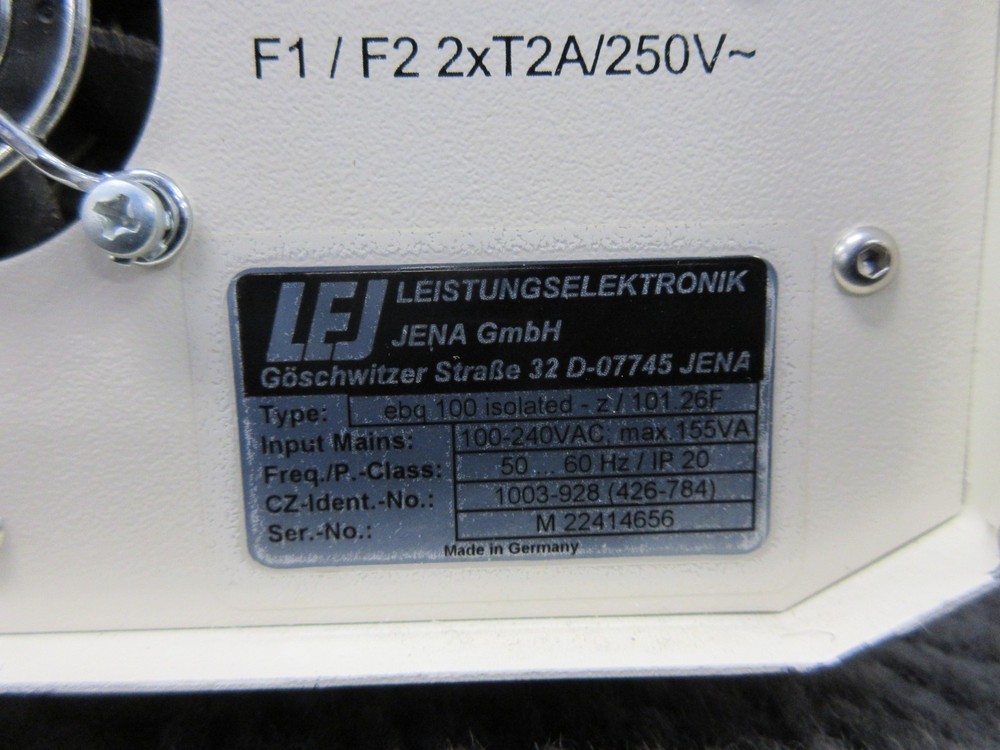 F1 / F2 2xT2A/250V~
LEJ LEISTUNGSELEKTRONIK
JENA GmbH
Göschwitzer Straße 32 D-07745 JENA
Type: ebq 100 isolated - z / 101.26F
Input Mains: 100-240VAC, max.155VA
Freq./P.-Class: 50 ... 60 Hz / IP 20
CZ-Ident.-No.: 1003-928 (426-784)
Ser.-No.: M 22414656
Made in Germany